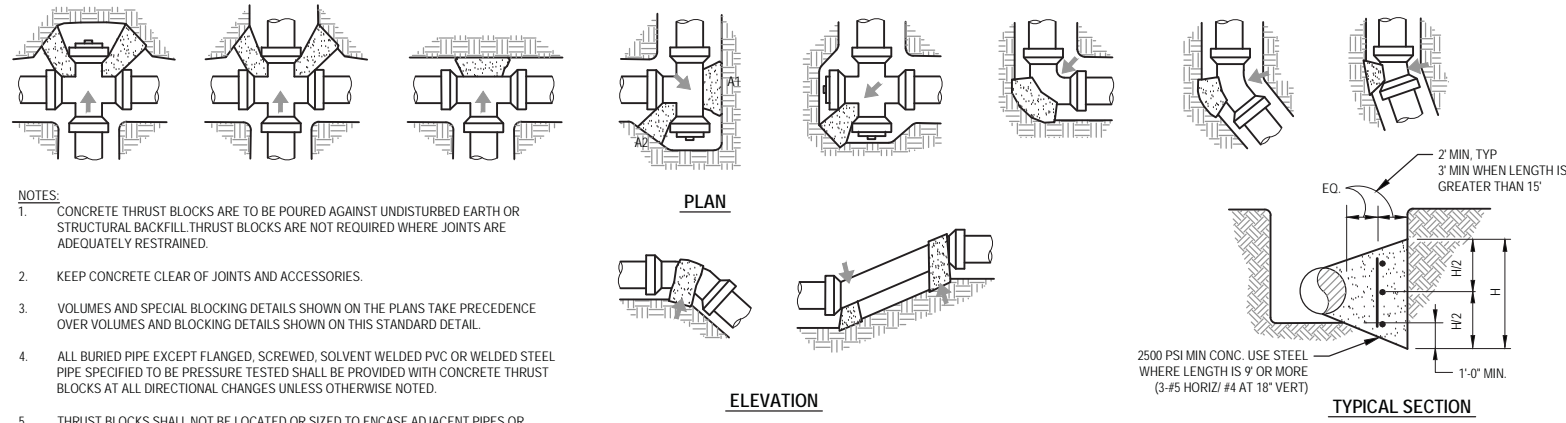 A1
A2
PLAN
NOTES:
1. CONCRETE THRUST BLOCKS ARE TO BE POURED AGAINST UNDISTURBED EARTH OR
STRUCTURAL BACKFILL.THRUST BLOCKS ARE NOT REQUIRED WHERE JOINTS ARE
ADEQUATELY RESTRAINED.
2. KEEP CONCRETE CLEAR OF JOINTS AND ACCESSORIES.
3. VOLUMES AND SPECIAL BLOCKING DETAILS SHOWN ON THE PLANS TAKE PRECEDENCE
OVER VOLUMES AND BLOCKING DETAILS SHOWN ON THIS STANDARD DETAIL.
4. ALL BURIED PIPE EXCEPT FLANGED, SCREWED, SOLVENT WELDED PVC OR WELDED STEEL
PIPE SPECIFIED TO BE PRESSURE TESTED SHALL BE PROVIDED WITH CONCRETE THRUST
BLOCKS AT ALL DIRECTIONAL CHANGES UNLESS OTHERWISE NOTED.
5. THRUST BLOCKS SHALL NOT BE LOCATED OR SIZED TO ENCASE ADJACENT PIPES OR
ELEVATION
2' MIN, TYP
3' MIN WHEN LENGTH IS
GREATER THAN 15'
EQ.
H/2
H
H/2
1'-0" MIN.
2500 PSI MIN CONC. USE STEEL
WHERE LENGTH IS 9' OR MORE
(3-#5 HORIZ/ #4 AT 18" VERT)
TYPICAL SECTION